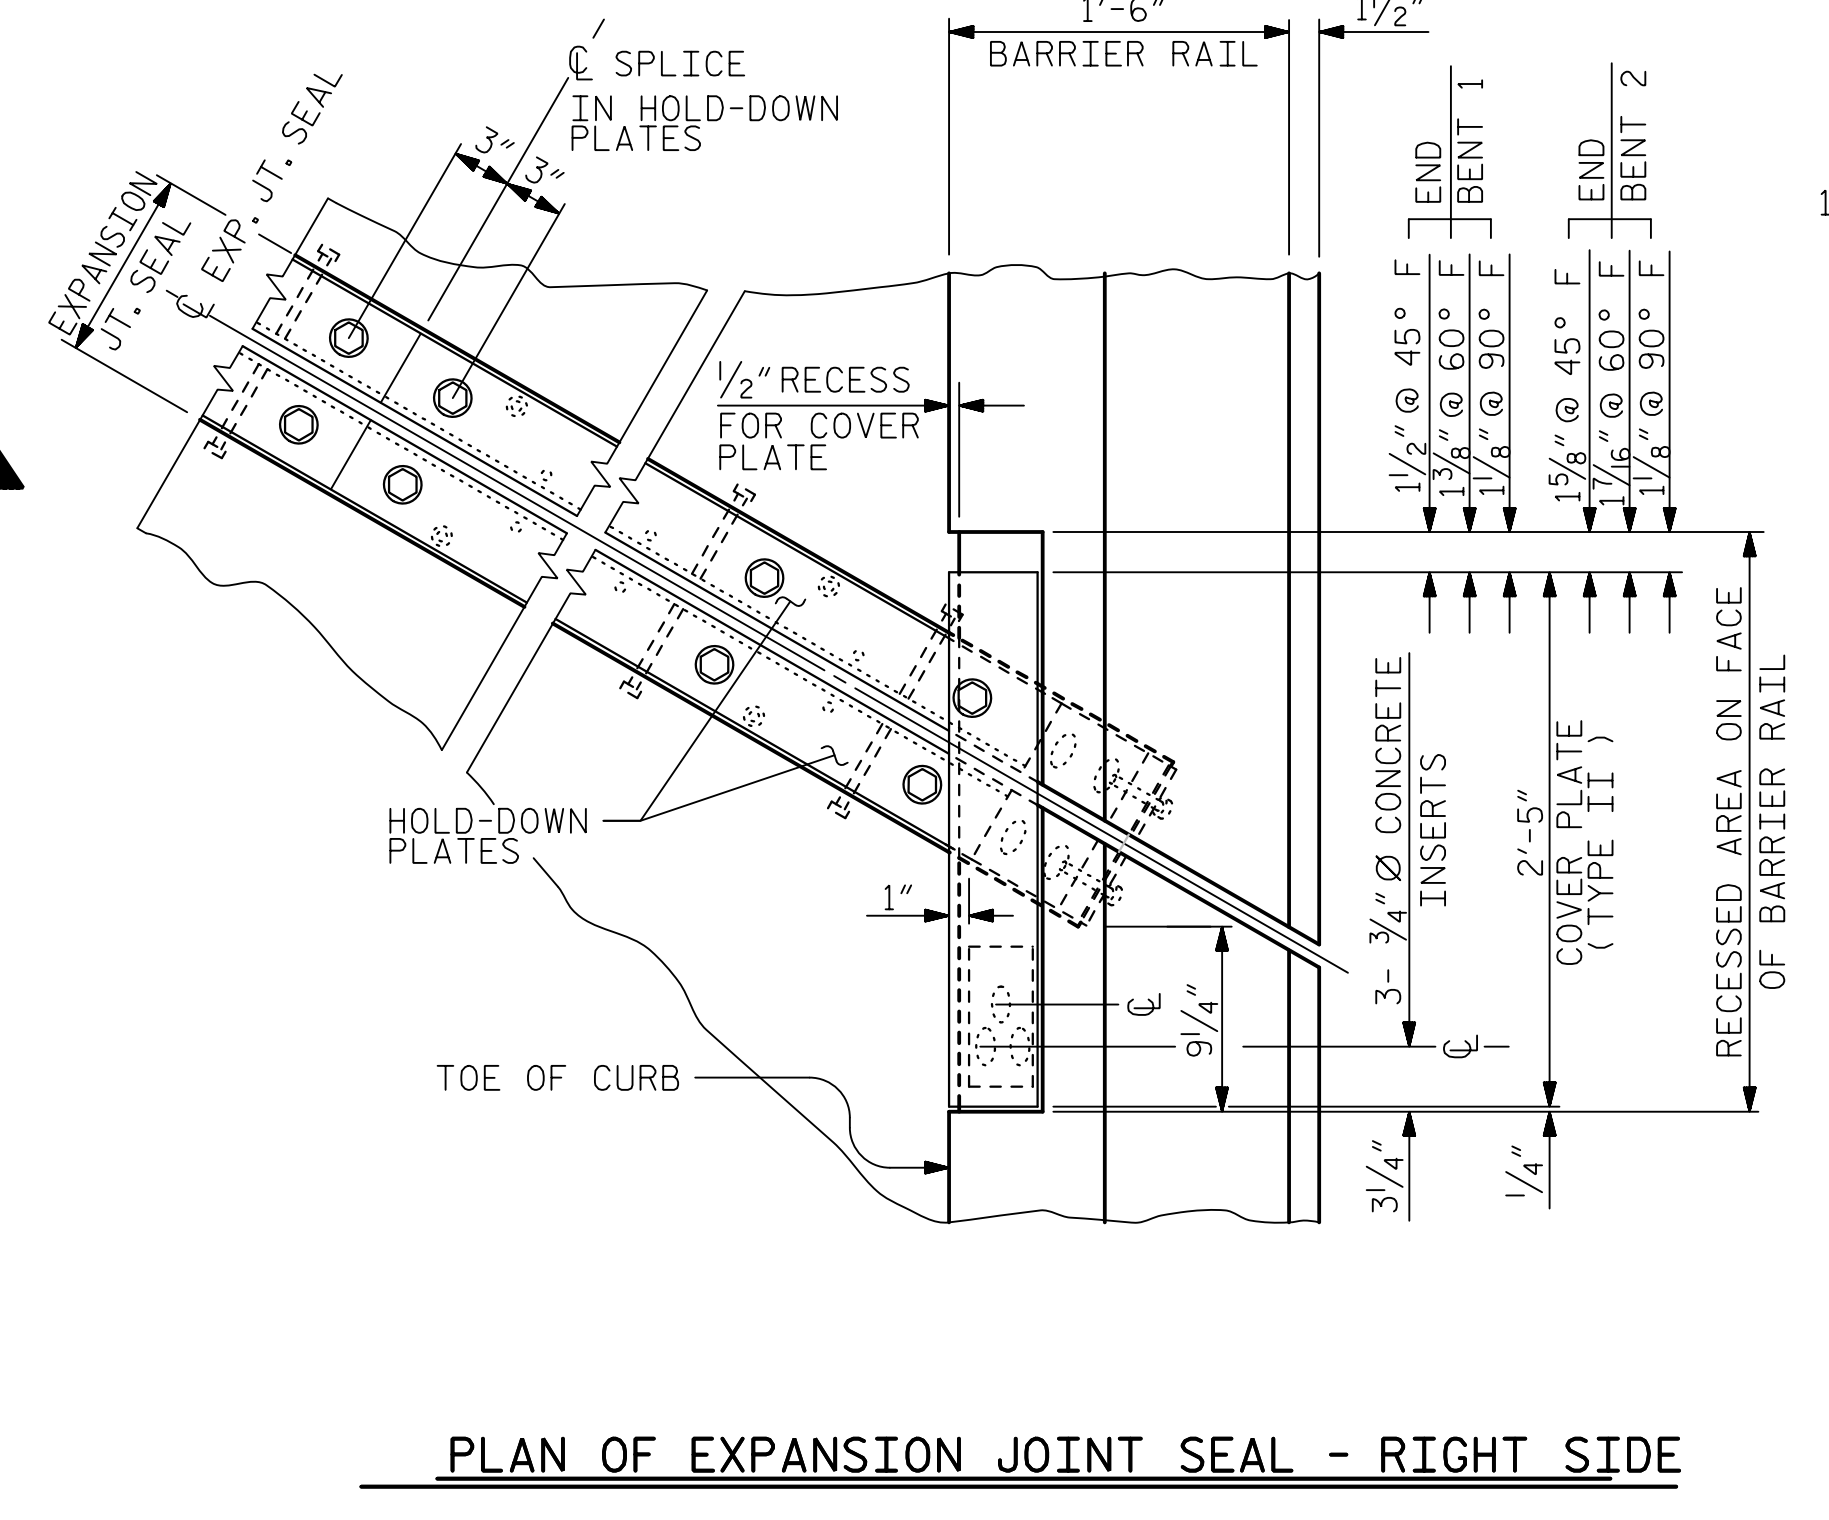 1'-6"
BARRIER RAIL
1½"
℄ SPLICE
IN HOLD-DOWN
PLATES
3"
3"
EXPANSION
JT. SEAL
℄ EXP. JT. SEAL
END
BENT 1
END
BENT 2
1½" @ 45° F
1⅜" @ 60° F
1⅛" @ 90° F
1⅝" @ 45° F
1 7/16" @ 60° F
1⅛" @ 90° F
½" RECESS
FOR COVER
PLATE
HOLD-DOWN
PLATES
1"
℄
9¼"
℄
3- ¾" Ø CONCRETE
INSERTS
2'-5"
COVER PLATE
(TYPE II)
RECESSED AREA ON FACE
OF BARRIER RAIL
TOE OF CURB
3¼"
¼"
1
PLAN OF EXPANSION JOINT SEAL - RIGHT SIDE